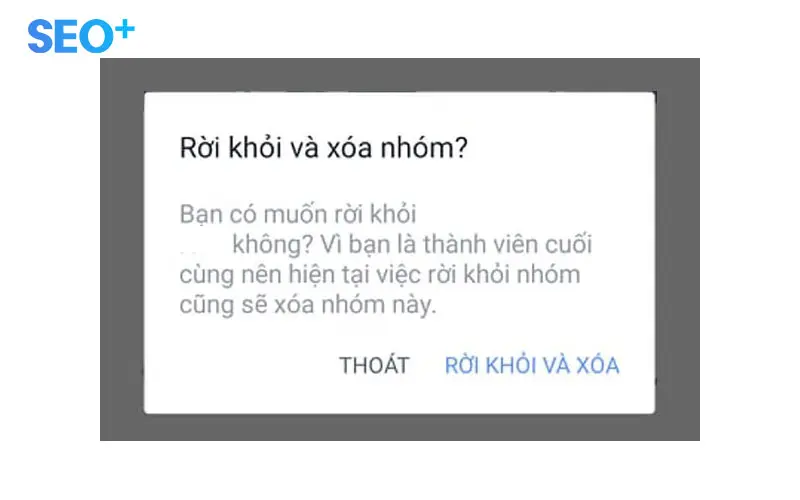 SEO+
Rời khỏi và xóa nhóm?
Bạn có muốn rời khỏi
không? Vì bạn là thành viên cuối
cùng nên hiện tại việc rời khỏi nhóm
cũng sẽ xóa nhóm này.
THOÁT RỜI KHỎI VÀ XÓA